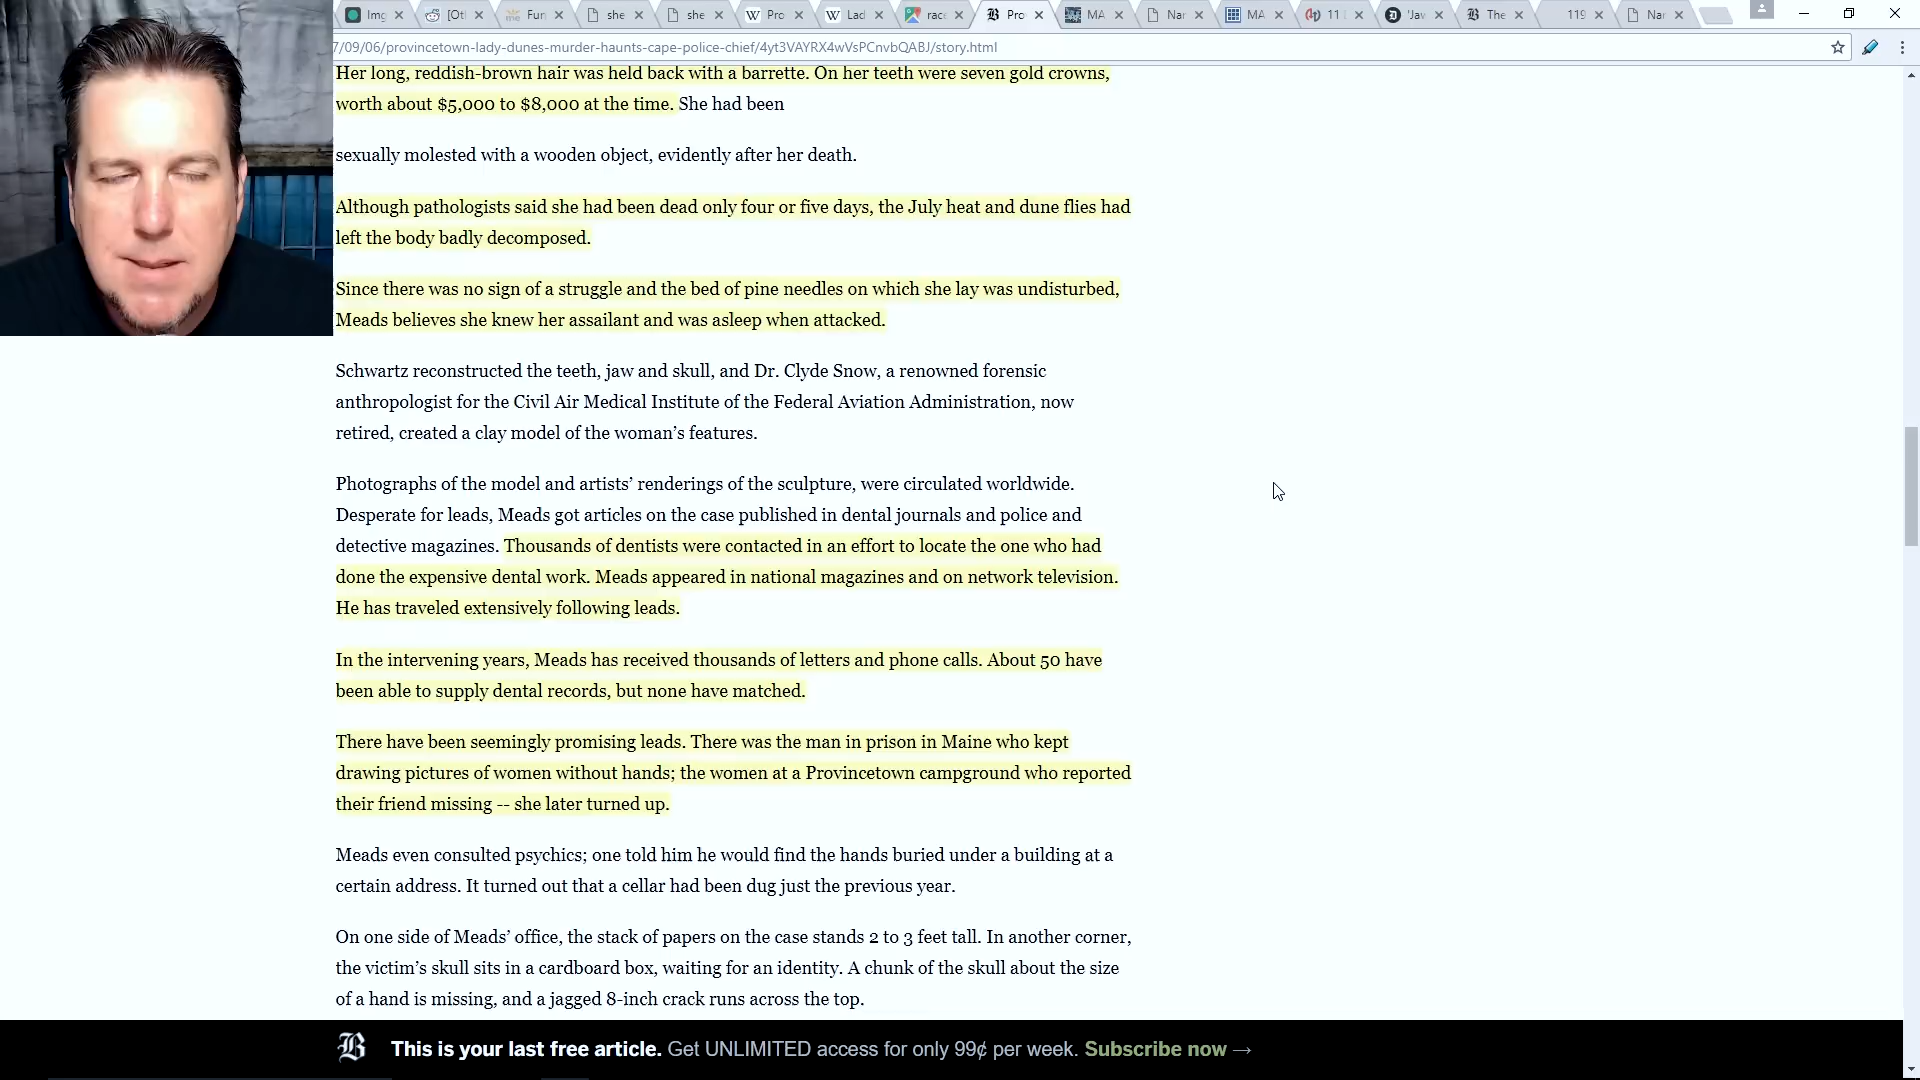 Img
[Otl
Fur
she
she
Pro
Lad
race
Pro
MA
Nar
MA
11
'Jav
The
119
Nar
7/09/06/provincetown-lady-dunes-murder-haunts-cape-police-chief/4yt3VAYRX4wVsPCnvbQABJ/story.html
Her long, reddish-brown hair was held back with a barrette. On her teeth were seven gold crowns,
worth about $5,000 to $8,000 at the time. She had been
sexually molested with a wooden object, evidently after her death.
Although pathologists said she had been dead only four or five days, the July heat and dune flies had
left the body badly decomposed.
Since there was no sign of a struggle and the bed of pine needles on which she lay was undisturbed,
Meads believes she knew her assailant and was asleep when attacked.
Schwartz reconstructed the teeth, jaw and skull, and Dr. Clyde Snow, a renowned forensic
anthropologist for the Civil Air Medical Institute of the Federal Aviation Administration, now
retired, created a clay model of the woman’s features.
Photographs of the model and artists’ renderings of the sculpture, were circulated worldwide.
Desperate for leads, Meads got articles on the case published in dental journals and police and
detective magazines. Thousands of dentists were contacted in an effort to locate the one who had
done the expensive dental work. Meads appeared in national magazines and on network television.
He has traveled extensively following leads.
In the intervening years, Meads has received thousands of letters and phone calls. About 50 have
been able to supply dental records, but none have matched.
There have been seemingly promising leads. There was the man in prison in Maine who kept
drawing pictures of women without hands; the women at a Provincetown campground who reported
their friend missing -- she later turned up.
Meads even consulted psychics; one told him he would find the hands buried under a building at a
certain address. It turned out that a cellar had been dug just the previous year.
On one side of Meads’ office, the stack of papers on the case stands 2 to 3 feet tall. In another corner,
the victim’s skull sits in a cardboard box, waiting for an identity. A chunk of the skull about the size
of a hand is missing, and a jagged 8-inch crack runs across the top.
B This is your last free article. Get UNLIMITED access for only 99¢ per week. Subscribe now →